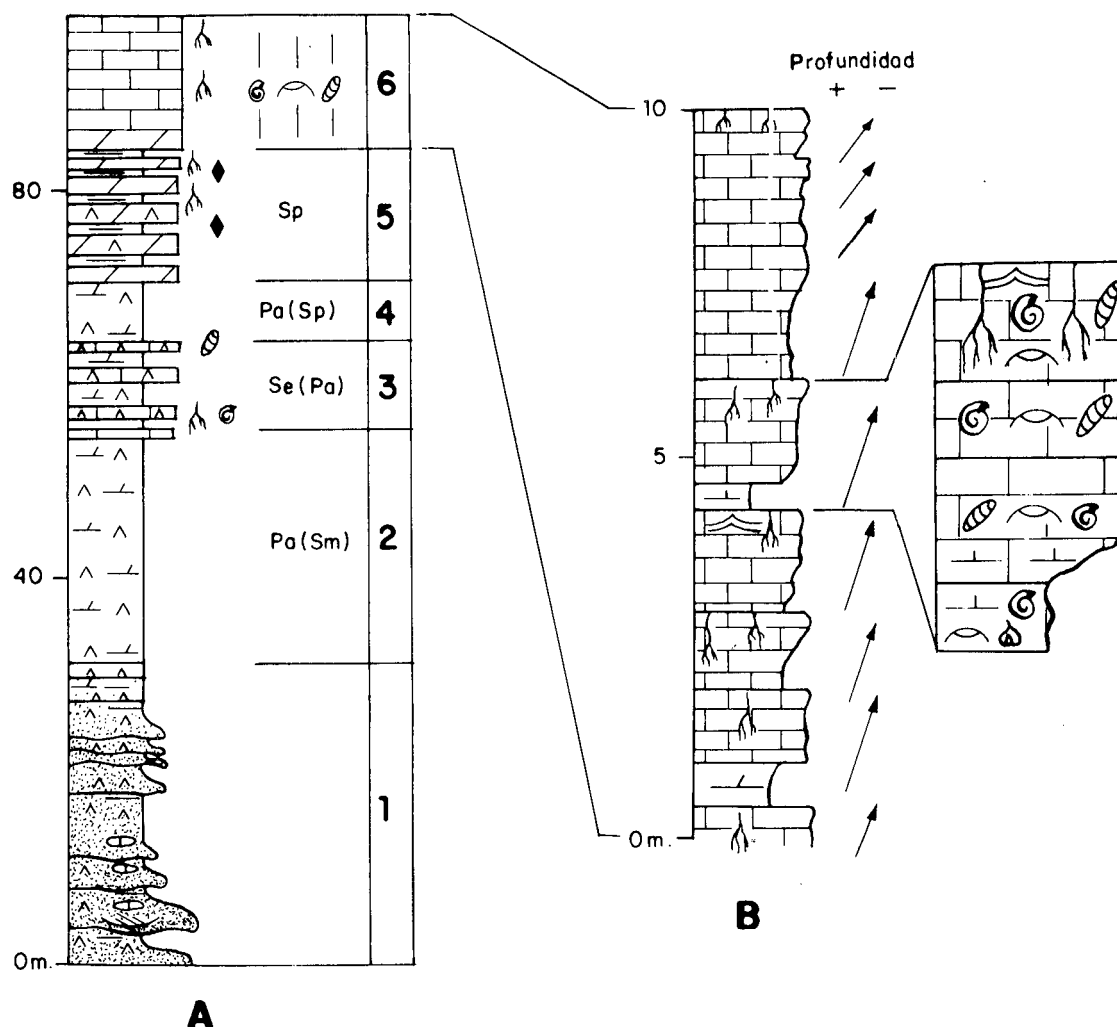 80
40
0m.
6
5
4
3
2
1
Sp
Pa(Sp)
Se(Pa)
Pa(Sm)
A
Profundidad
+ −
10
5
0m.
B